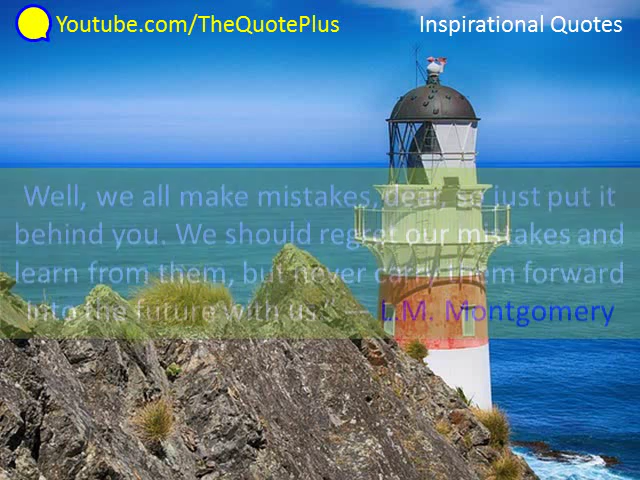 Youtube.com/TheQuotePlus
Inspirational Quotes
Well, we all make mistakes, dear, so just put it
behind you. We should regret our mistakes and
learn from them, but never carry them forward
into the future with us.” ― L.M. Montgomery